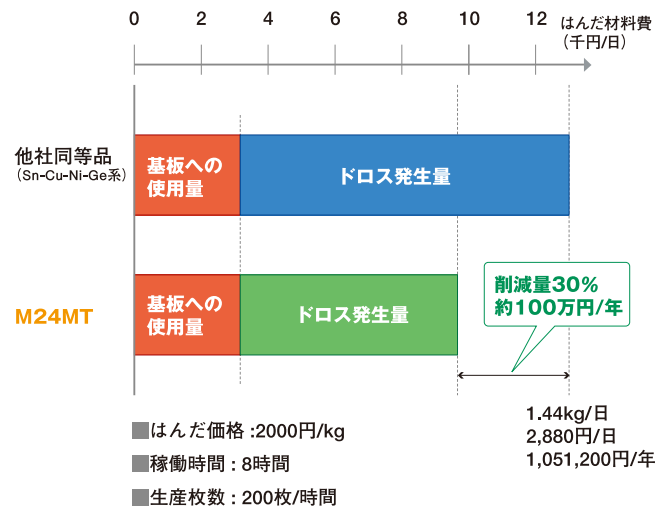 0 2 4 6 8 10 12 はんだ材料費
（千円/日）
他社同等品
（Sn-Cu-Ni-Ge系）
基板への
使用量
ドロス発生量
M24MT
基板への
使用量
ドロス発生量
削減量30%
約100万円/年
1.44kg/日
2,880円/日
1,051,200円/年
■はんだ価格 :2000円/kg
■稼働時間 : 8時間
■生産枚数 : 200枚/時間